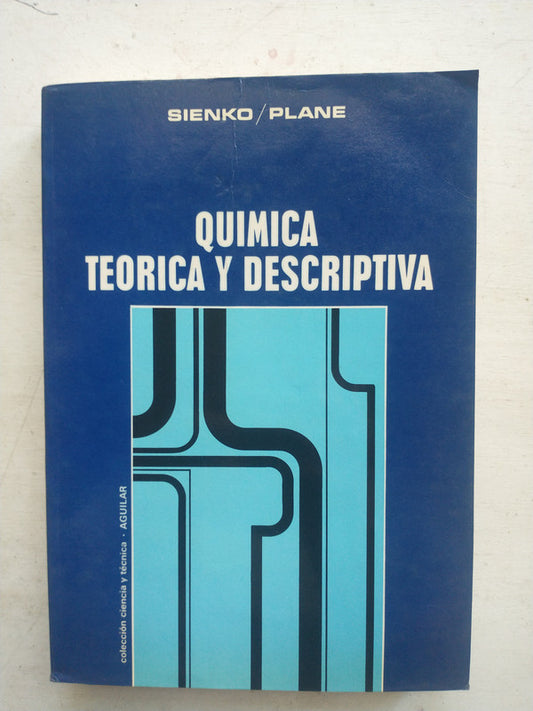 SIENKO/PLANE
QUIMICA
TEORICA Y DESCRIPTIVA
colección ciencia y técnica · AGUILAR